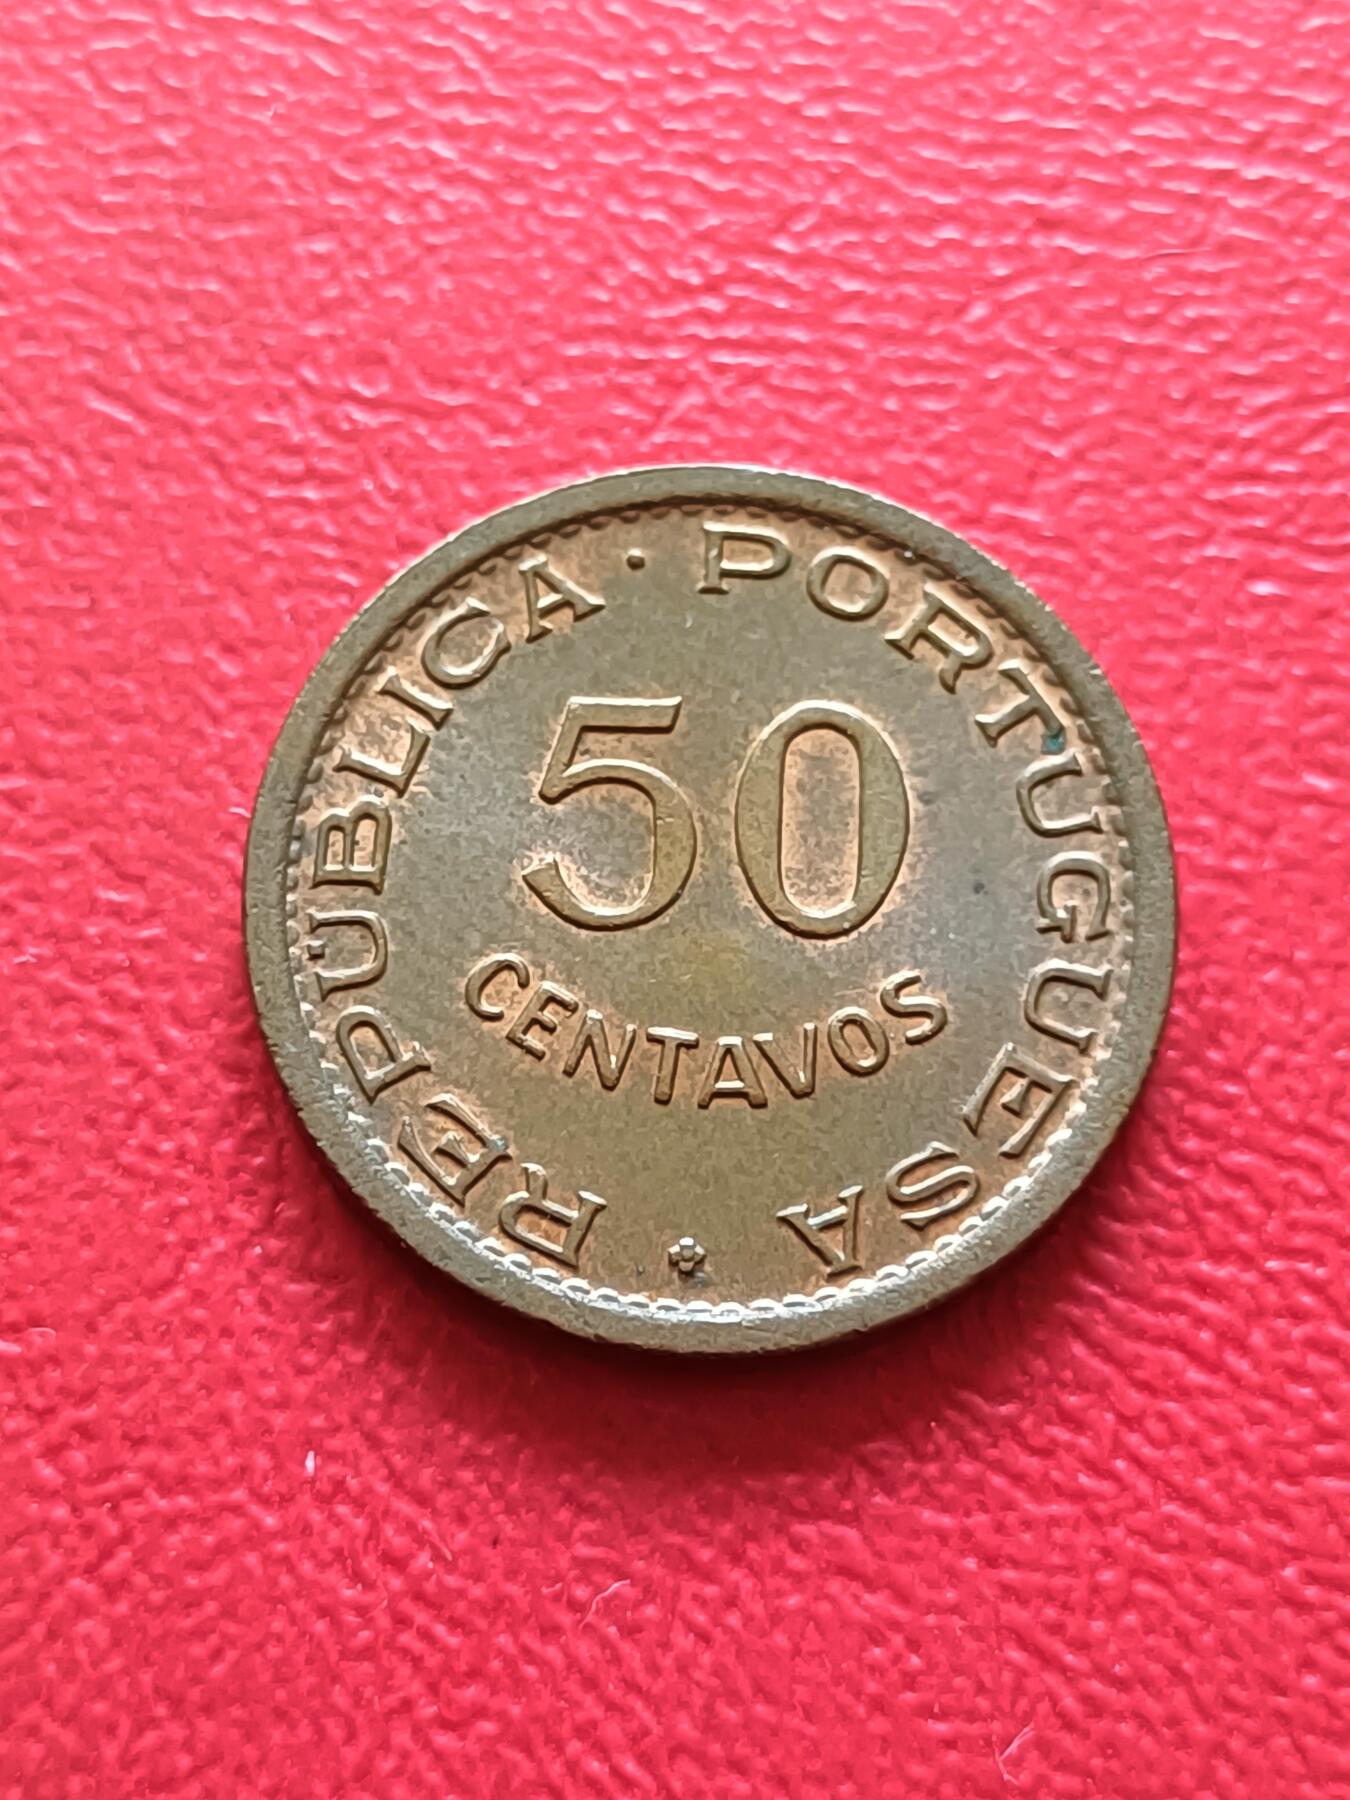 REPÚBLICA · PORTUGUESA
50
CENTAVOS